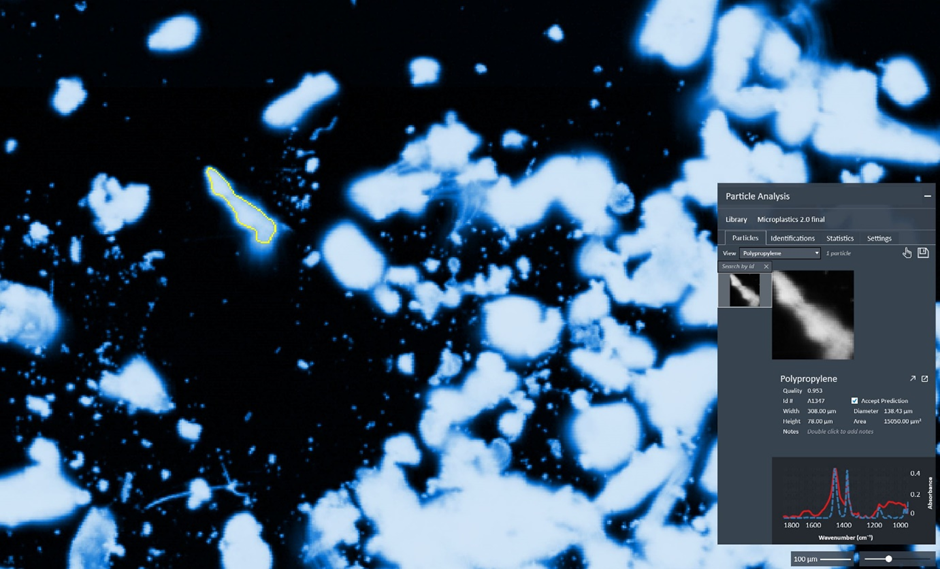 Particle Analysis
Library Microplastics 2.0 final
Particles Identifications Statistics Settings
View Polypropylene 1 particle
Search by id
Polypropylene
Quality 0.953
Id # A1347 Accept Prediction
Width 308.00 µm Diameter 138.43 µm
Height 78.00 µm Area 15050.00 µm²
Notes Double click to add notes
0.4
0.2
0
Absorbance
1800 1600 1400 1200 1000
Wavenumber (cm⁻¹)
100 µm